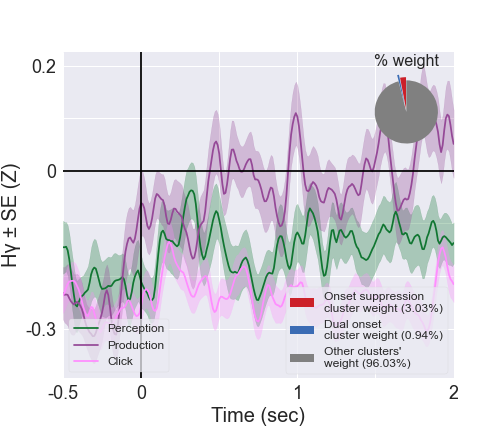 % weight
0.2
0
-0.3
Hγ ± SE (Z)
Perception
Production
Click
Onset suppression
cluster weight (3.03%)
Dual onset
cluster weight (0.94%)
Other clusters'
weight (96.03%)
-0.5
0
1
2
Time (sec)